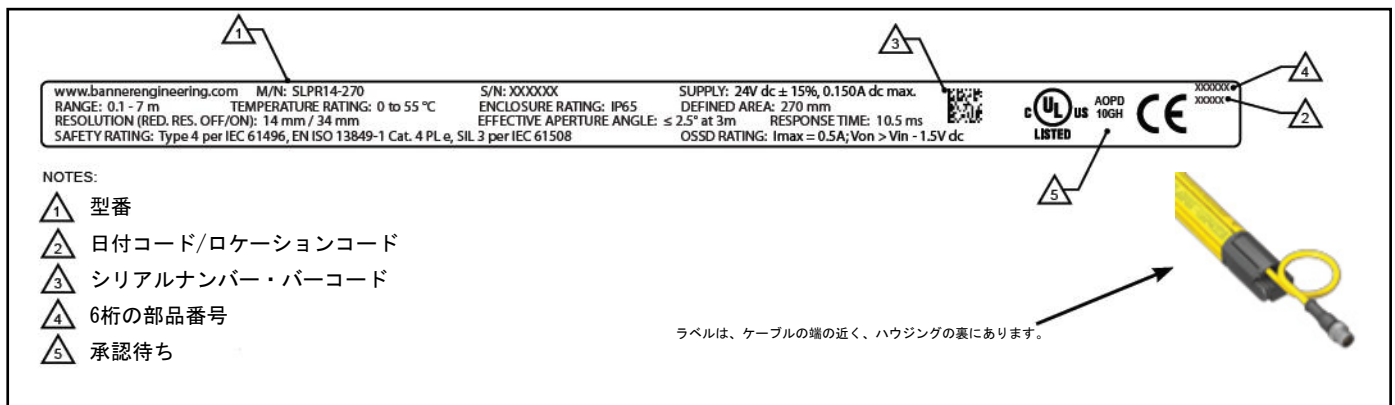 1
3
4
www.bannerengineering.com M/N: SLPR14-270 S/N: XXXXXX SUPPLY: 24V dc ± 15%, 0.150A dc max. XXXXXX
RANGE: 0.1 - 7 m TEMPERATURE RATING: 0 to 55 °C ENCLOSURE RATING: IP65 DEFINED AREA: 270 mm XXXXX
RESOLUTION (RED. RES. OFF/ON): 14 mm / 34 mm EFFECTIVE APERTURE ANGLE: ≤ 2.5° at 3m RESPONSE TIME: 10.5 ms
SAFETY RATING: Type 4 per IEC 61496, EN ISO 13849-1 Cat. 4 PL e, SIL 3 per IEC 61508 OSSD RATING: Imax = 0.5A; Von > Vin - 1.5V dc
C UL US
LISTED
AOPD
10GH
CE
2
5
NOTES:
1 型番
2 日付コード/ロケーションコード
3 シリアルナンバー・バーコード
4 6桁の部品番号
5 承認待ち
ラベルは、ケーブルの端の近く、ハウジングの裏にあります。